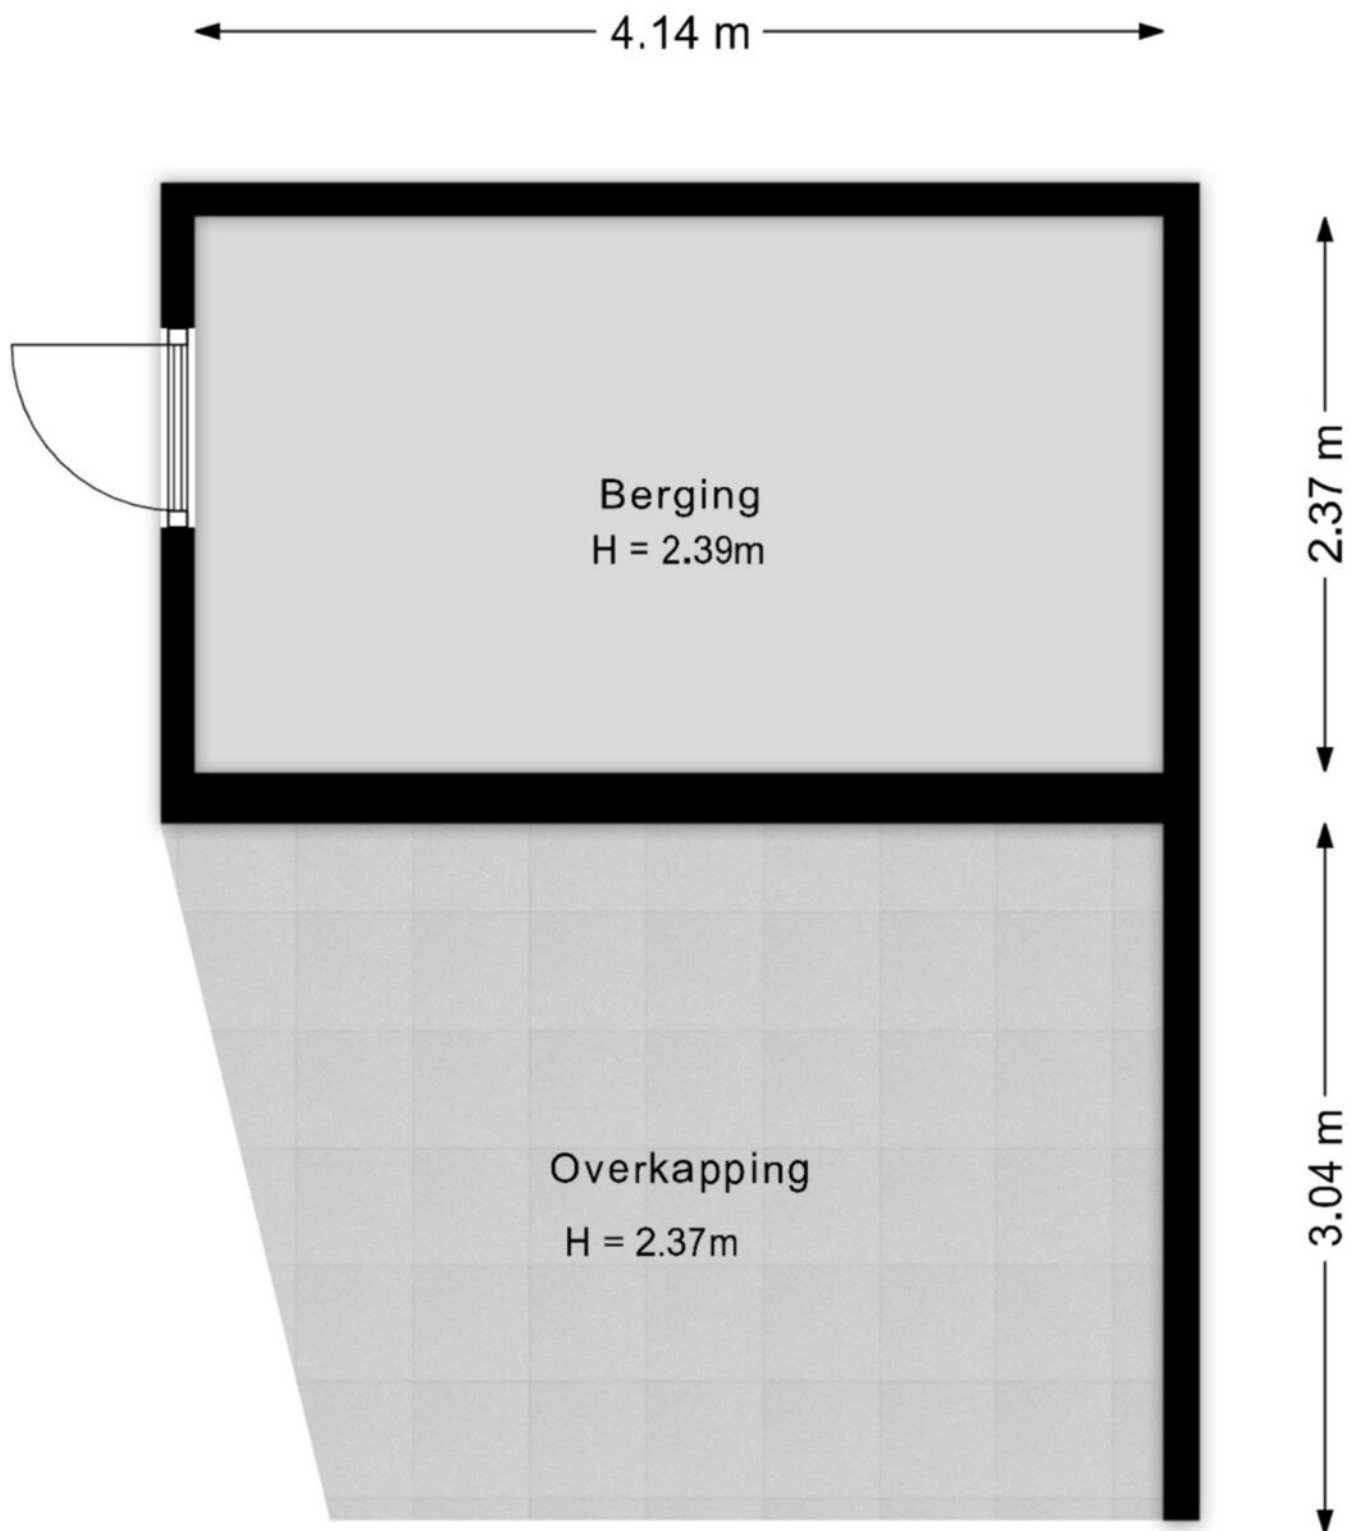 4.14 m
2.37 m
Berging
H = 2.39m
3.04 m
Overkapping
H = 2.37m